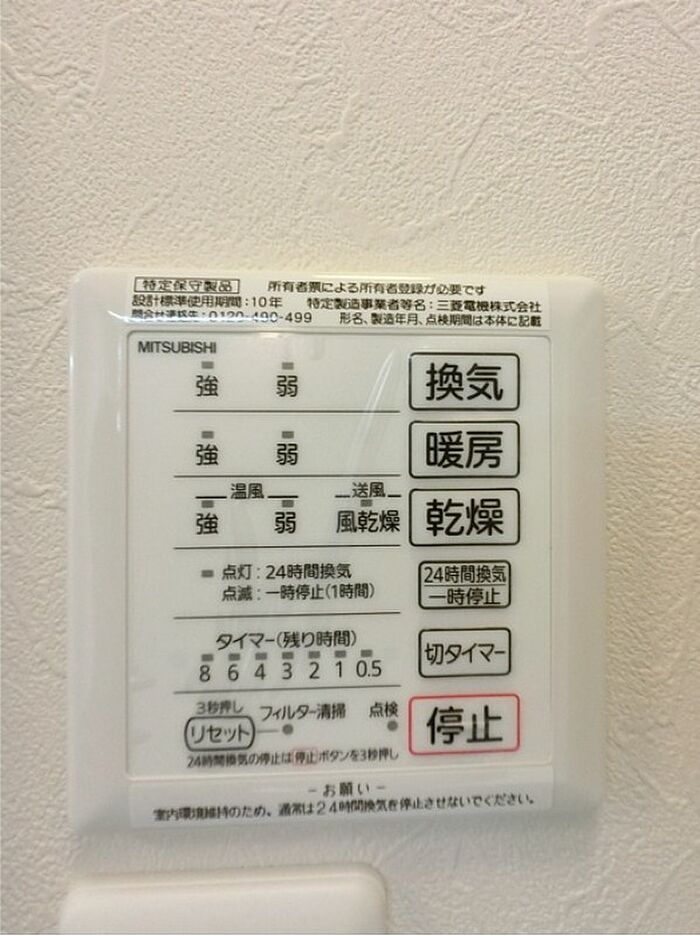 特定保守製品 所有者票による所有者登録が必要です
設計標準使用期間:10年 特定製造事業者等名:三菱電機株式会社
問合せ連絡先:0120-490-499 形名、製造年月、点検期間は本体に記載
MITSUBISHI
強 弱 換気
強 弱 暖房
温風 送風
強 弱 風乾燥 乾燥
点灯:24時間換気
点滅:一時停止(1時間)
24時間換気
一時停止
タイマー(残り時間)
8 6 4 3 2 1 0.5
切タイマー
3秒押し
リセット フィルター清掃 点検
停止
24時間換気の停止は停止ボタンを3秒押し
-お願い-
室内環境維持のため、通常は24時間換気を停止させないでください。